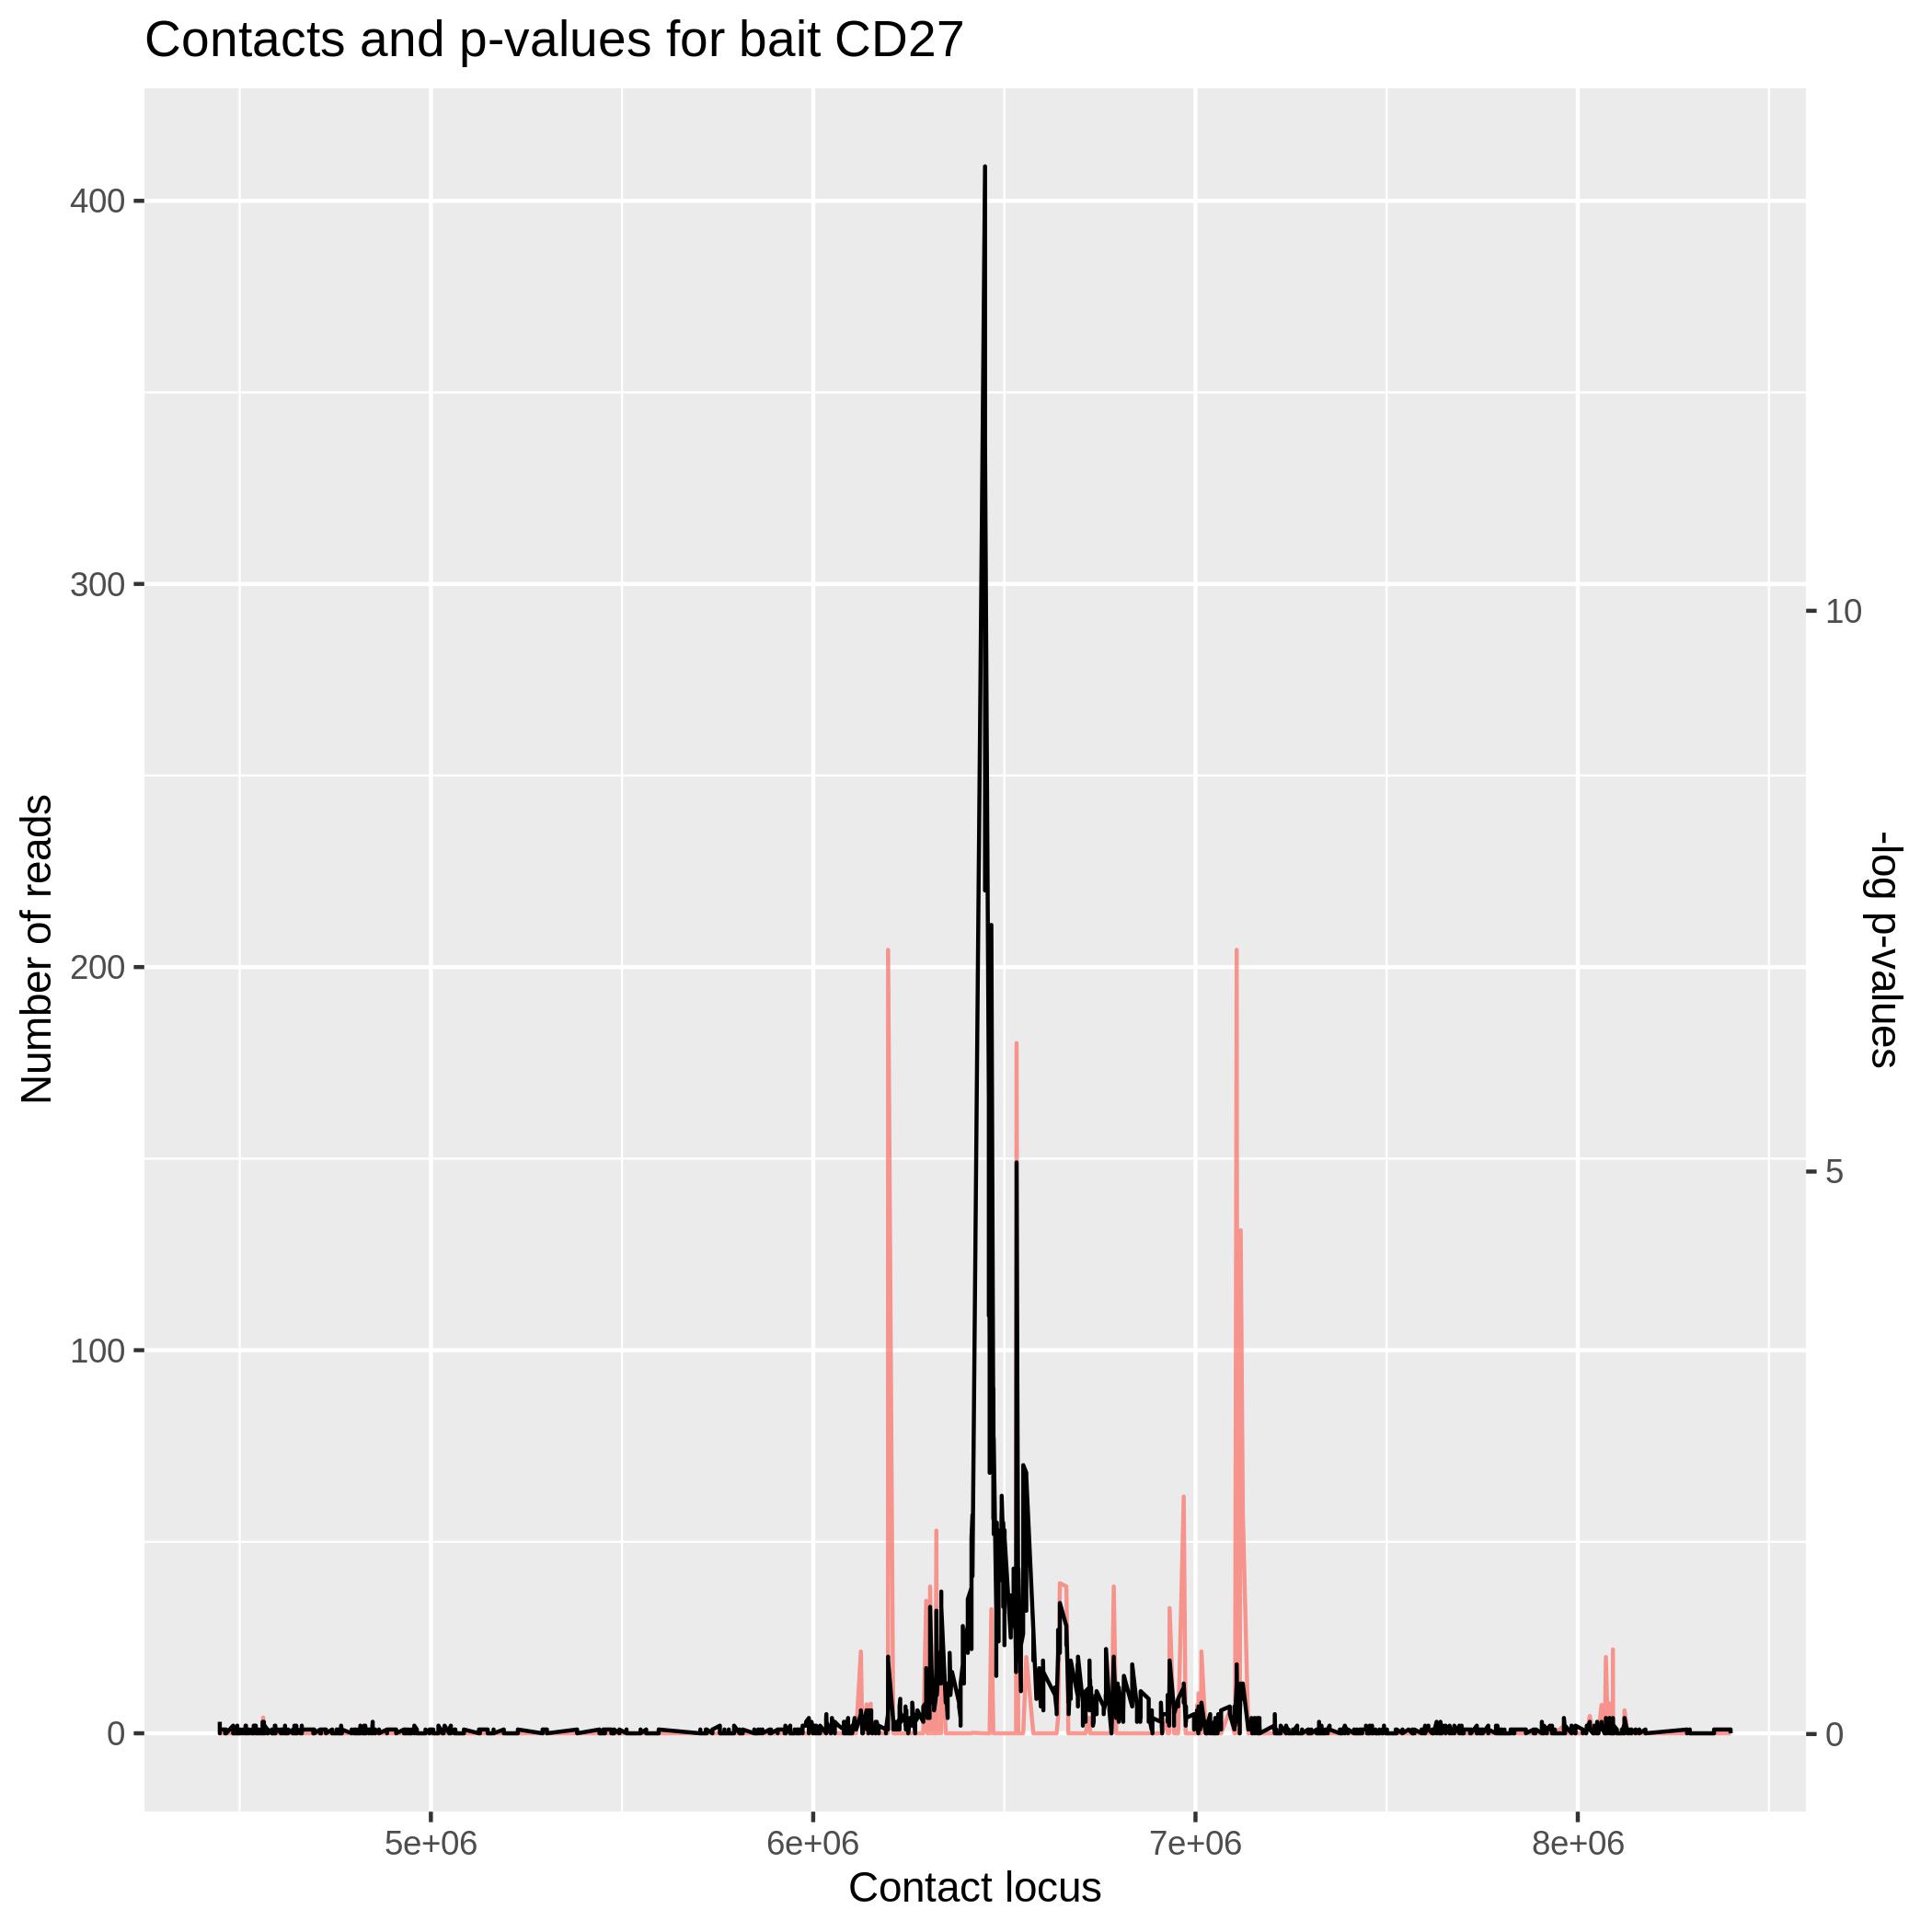 Contacts and p-values for bait CD27
400
300
200
100
0
10
5
0
Number of reads
-log p-values
5e+06 6e+06 7e+06 8e+06
Contact locus